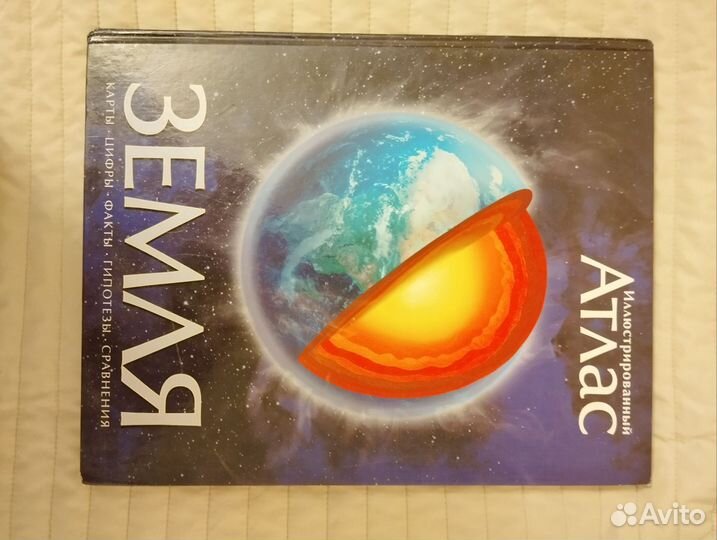 Иллюстрированный
Атлас
ЗЕМЛЯ
КАРТЫ · ЦИФРЫ · ФАКТЫ · ГИПОТЕЗЫ · СРАВНЕНИЯ
Avito